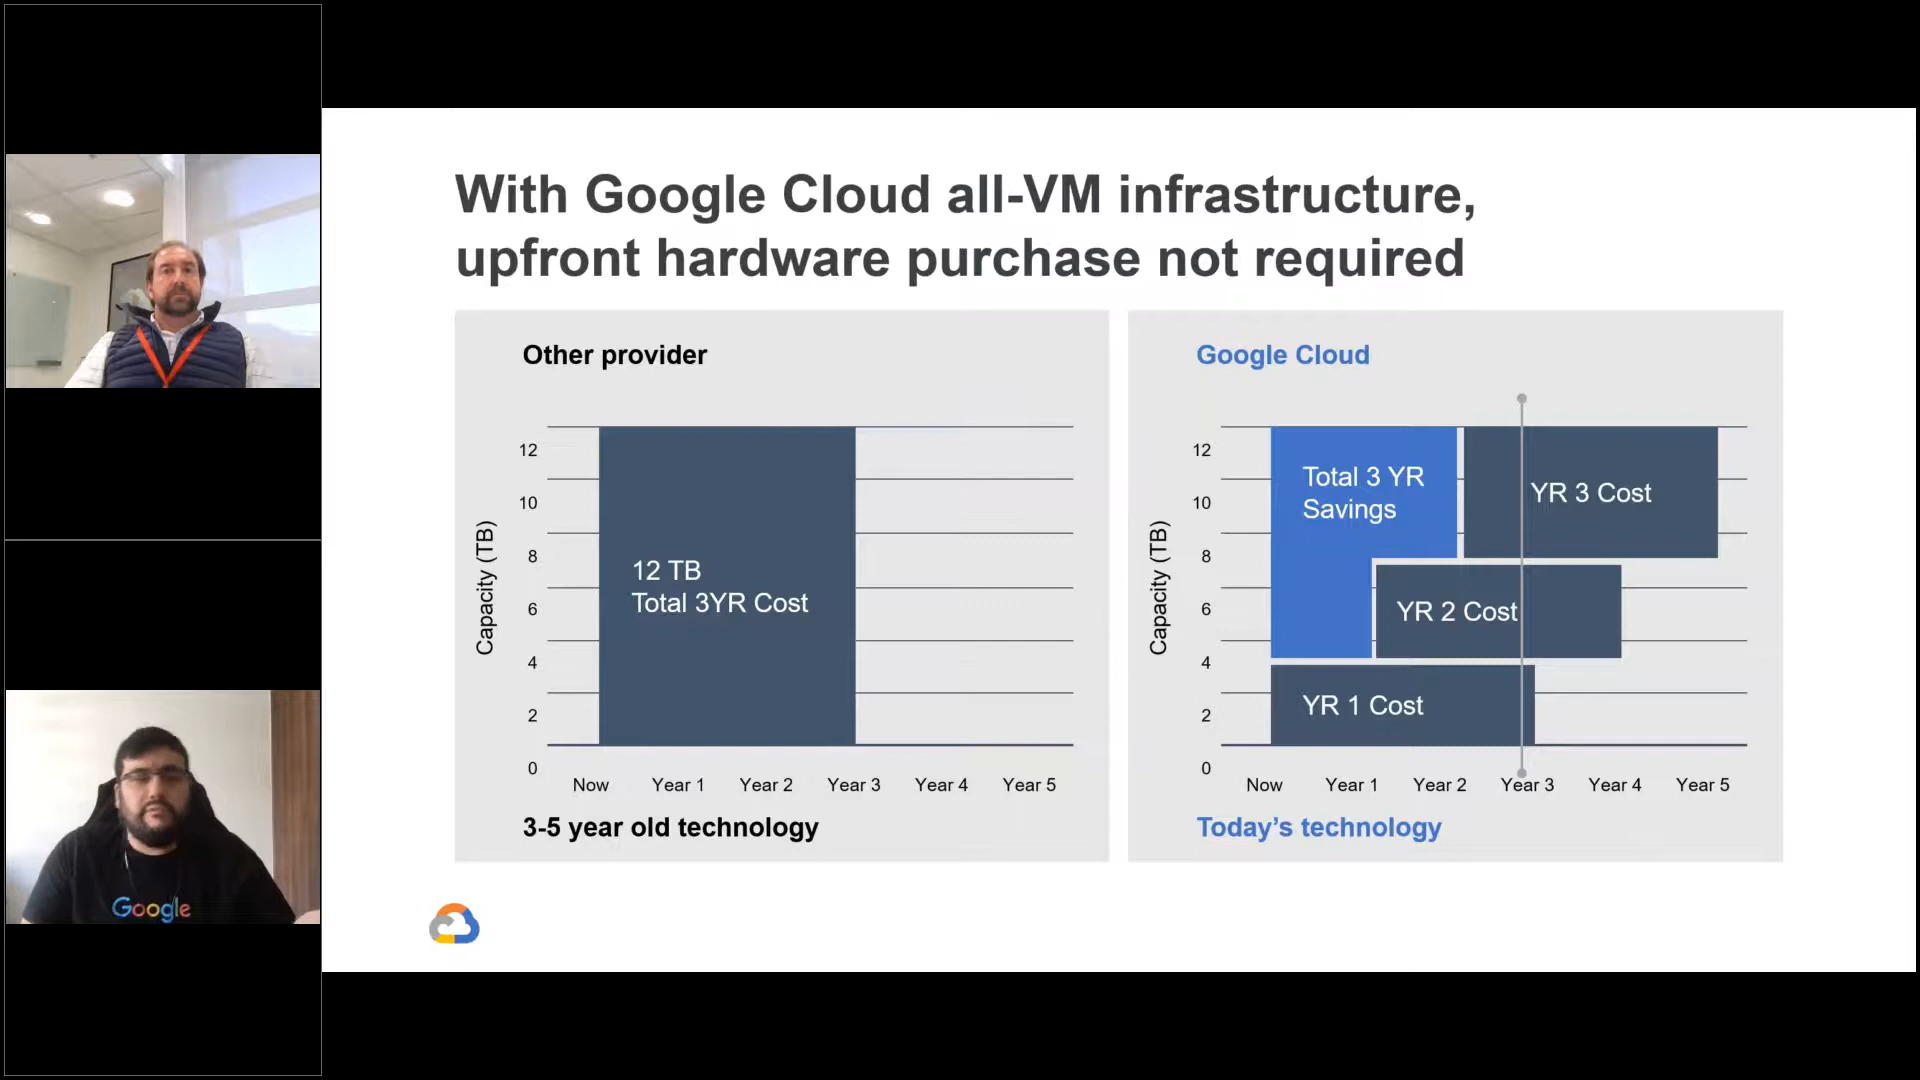 With Google Cloud all-VM infrastructure,
upfront hardware purchase not required
Other provider
Capacity (TB)
12
10
8
6
4
2
0
12 TB
Total 3YR Cost
Now Year 1 Year 2 Year 3 Year 4 Year 5
3-5 year old technology
Google Cloud
Capacity (TB)
12
10
8
6
4
2
0
Total 3 YR
Savings
YR 3 Cost
YR 2 Cost
YR 1 Cost
Now Year 1 Year 2 Year 3 Year 4 Year 5
Today’s technology
Google